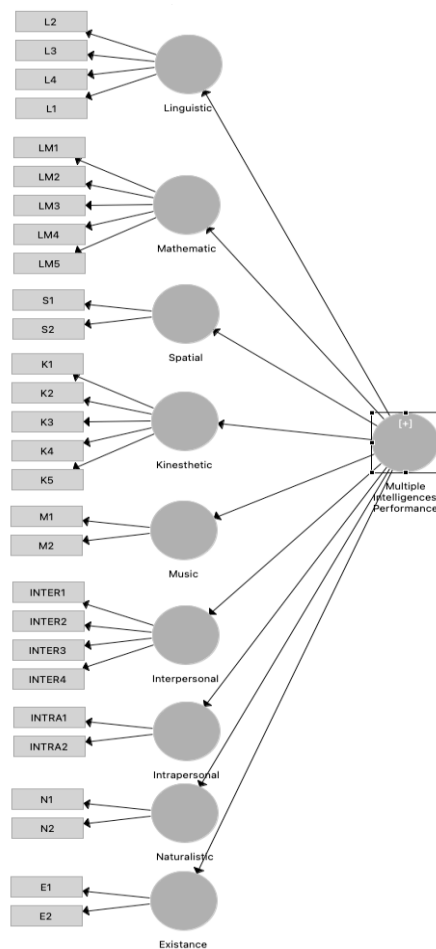 L2
L3
L4
L1
Linguistic
LM1
LM2
LM3
LM4
LM5
Mathematic
S1
S2
Spatial
K1
K2
K3
K4
K5
Kinesthetic
[+]
Multiple
Intelligences
Performance
M1
M2
Music
INTER1
INTER2
INTER3
INTER4
Interpersonal
INTRA1
INTRA2
Intrapersonal
N1
N2
Naturalistic
E1
E2
Existance